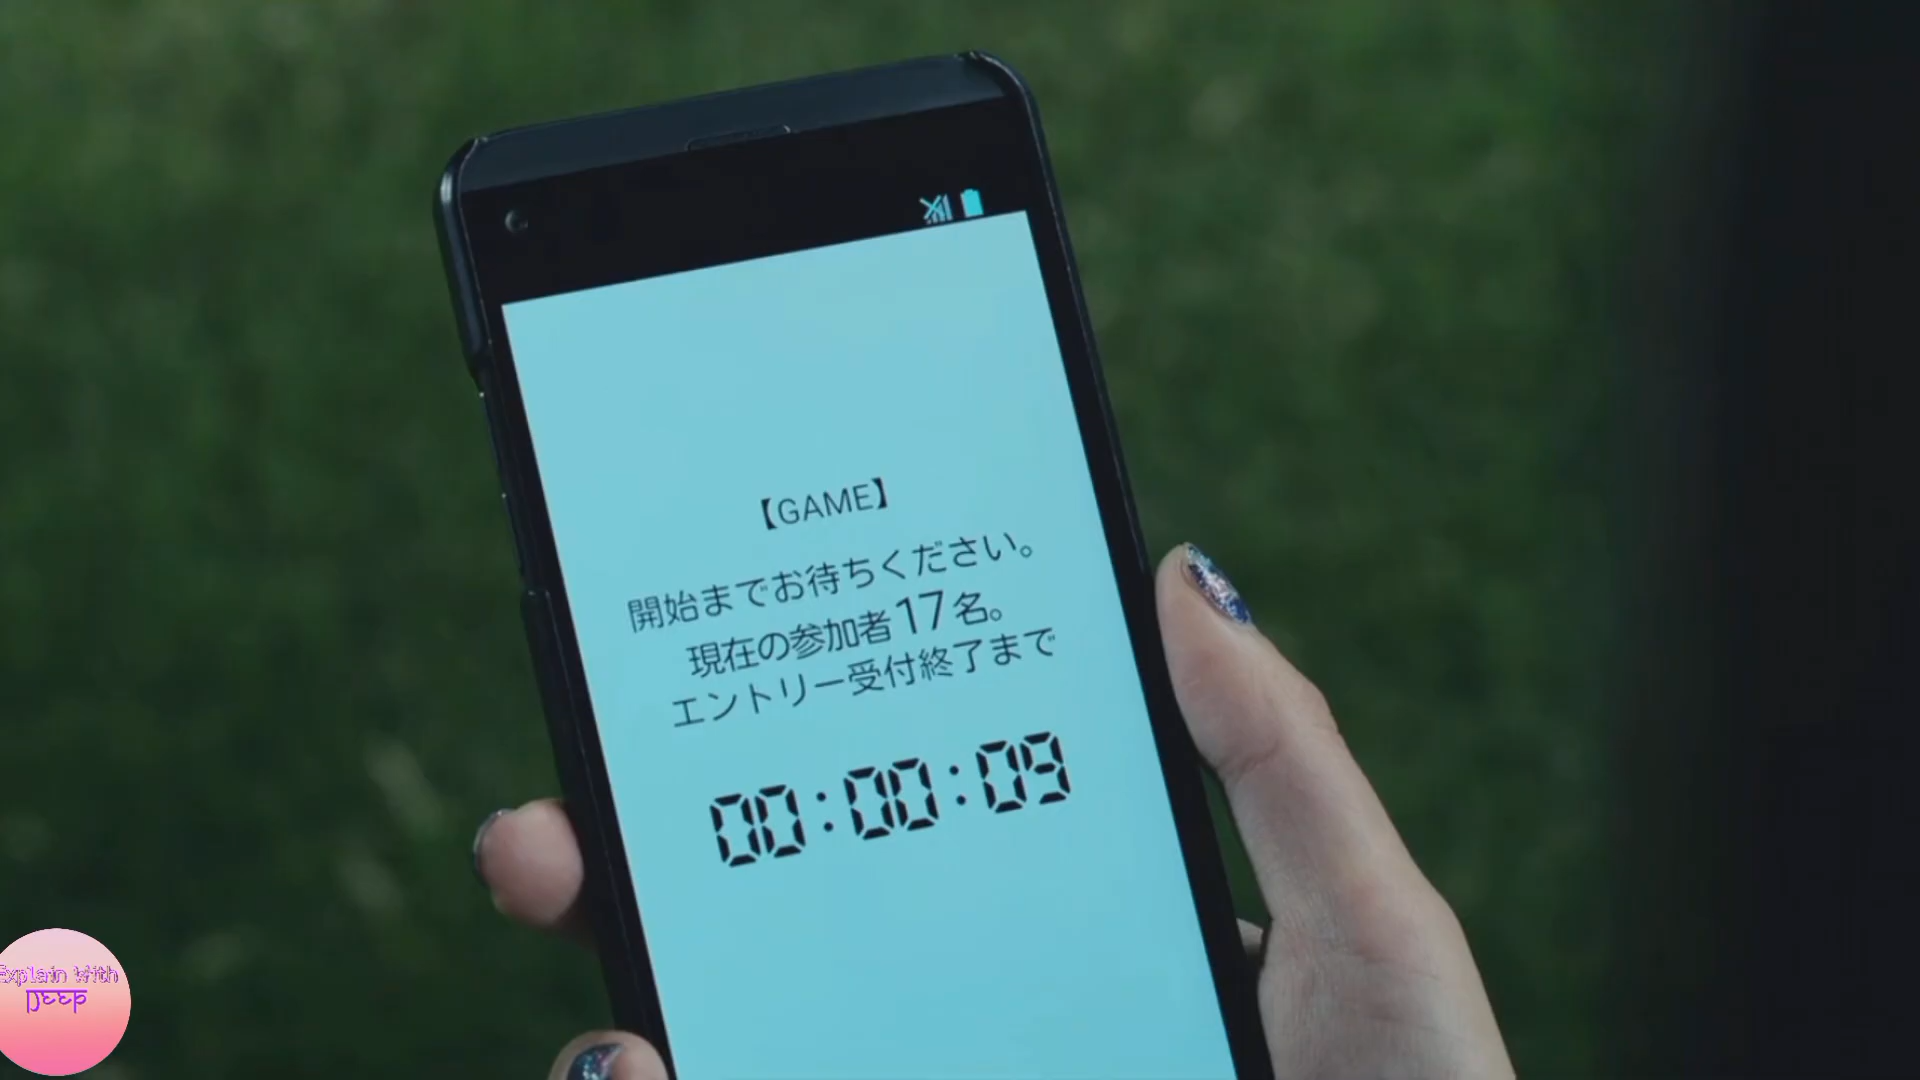 【GAME】
開始までお待ちください。
現在の参加者17名。
エントリー受付終了まで
00:00:09
Explain With
Deep